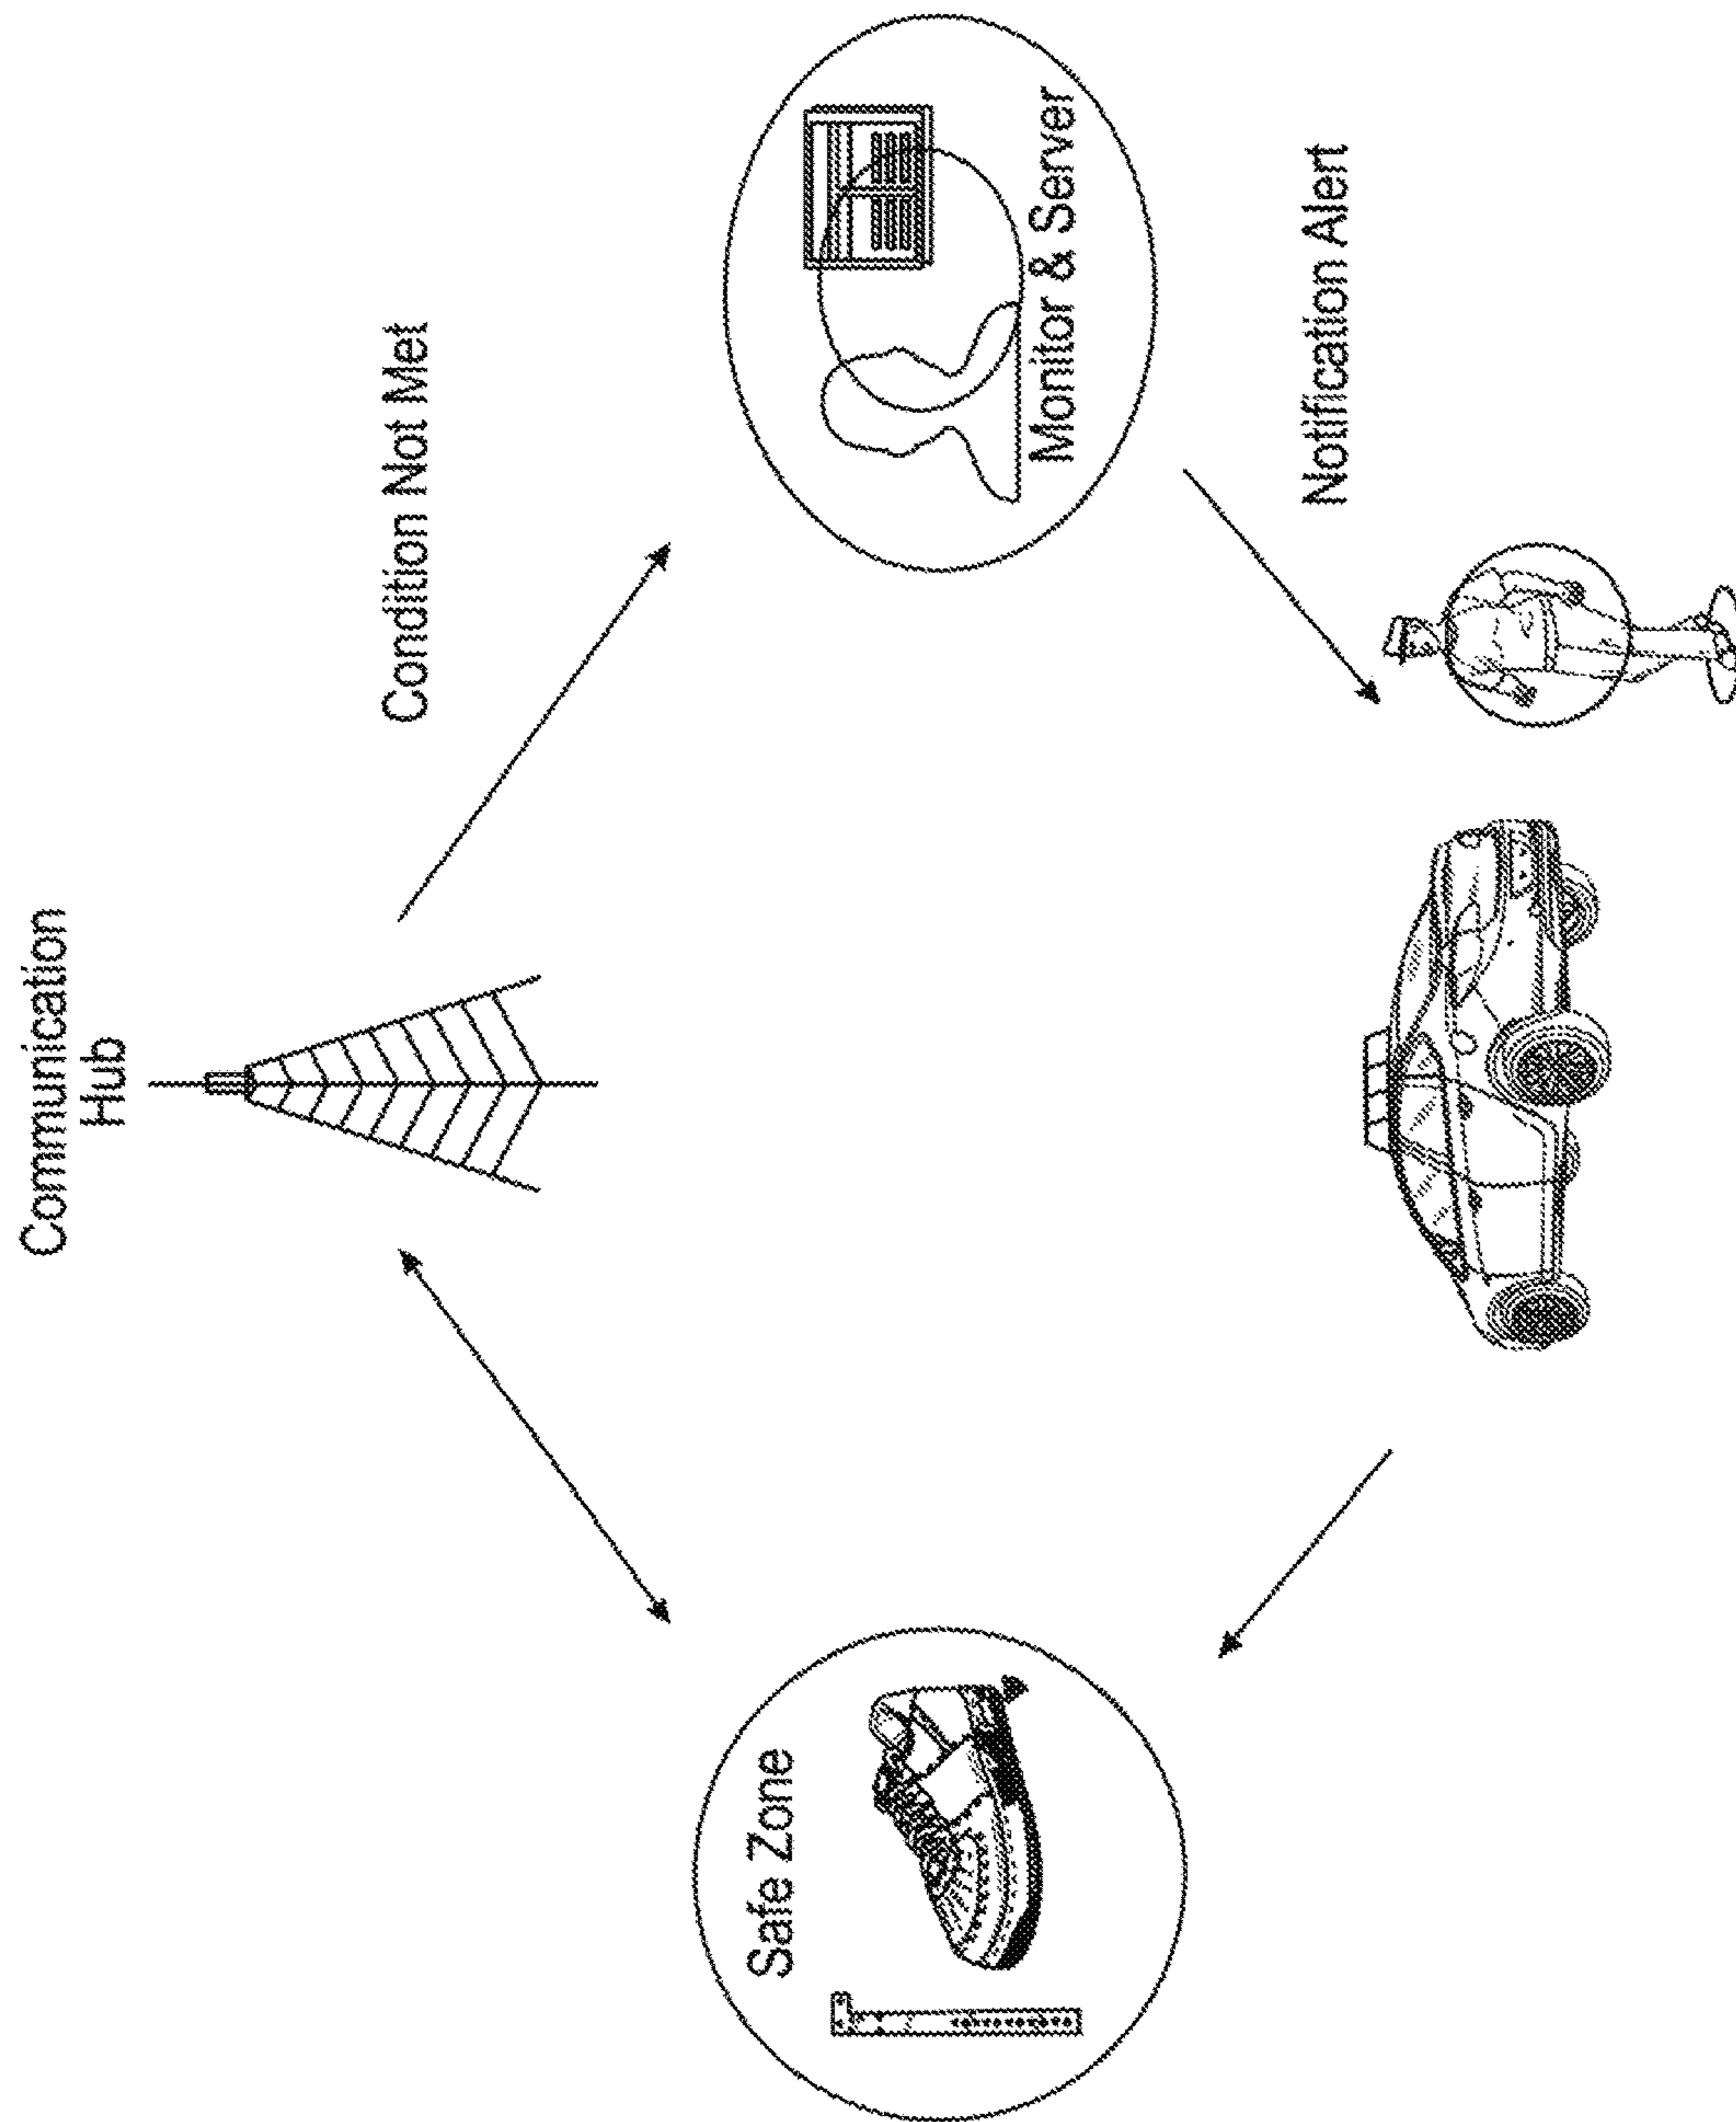 Communication
Hub
Condition Not Met
Safe Zone
Monitor & Server
Notification Alert